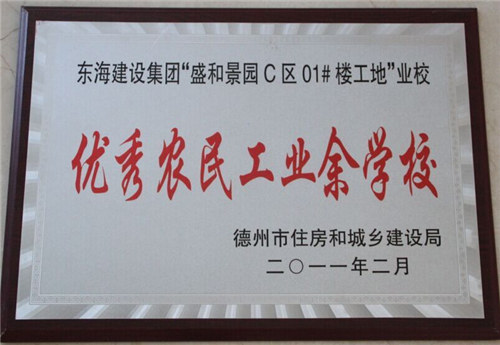 东海建设集团“盛和景园C区01#楼工地”业校
优秀农民工业余学校
德州市住房和城乡建设局
二〇一一年二月